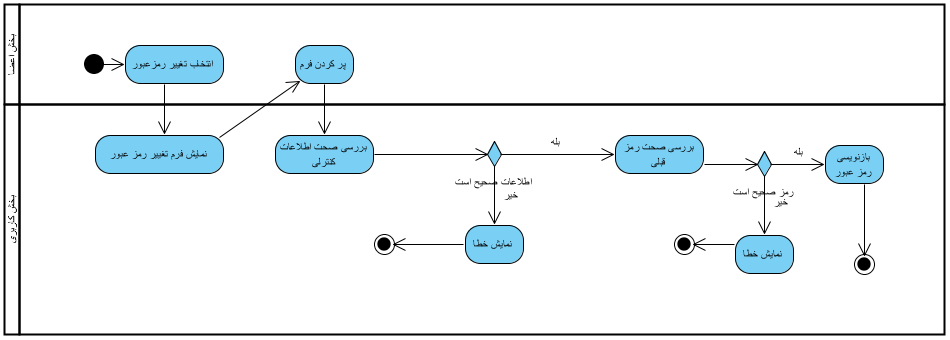 بخش اعضا
انتخاب تغییر رمزعبور
پر کردن فرم
بخش کاربری
نمایش فرم تغییر رمز عبور
بررسی صحت اطلاعات
کنترلی
بله
اطلاعات صحیح است
خیر
نمایش خطا
بررسی صحت رمز
قبلی
بله
رمز صحیح است
خیر
نمایش خطا
بازنویسی
رمز عبور